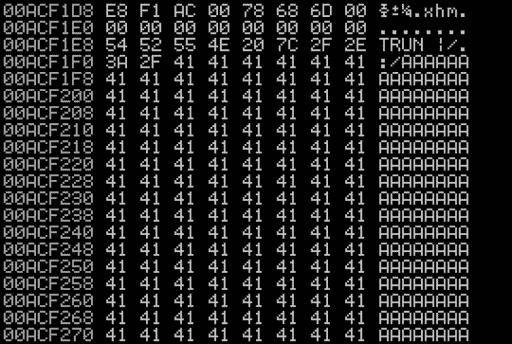 00ACF1D8 E8 F1 AC 00 78 68 6D 00 Φ±¼.xhm.
00ACF1E0 00 00 00 00 00 00 00 00 ........
00ACF1E8 54 52 55 4E 20 7C 2F 2E TRUN |/.
00ACF1F0 3A 2F 41 41 41 41 41 41 :/AAAAAA
00ACF1F8 41 41 41 41 41 41 41 41 AAAAAAAA
00ACF200 41 41 41 41 41 41 41 41 AAAAAAAA
00ACF208 41 41 41 41 41 41 41 41 AAAAAAAA
00ACF210 41 41 41 41 41 41 41 41 AAAAAAAA
00ACF218 41 41 41 41 41 41 41 41 AAAAAAAA
00ACF220 41 41 41 41 41 41 41 41 AAAAAAAA
00ACF228 41 41 41 41 41 41 41 41 AAAAAAAA
00ACF230 41 41 41 41 41 41 41 41 AAAAAAAA
00ACF238 41 41 41 41 41 41 41 41 AAAAAAAA
00ACF240 41 41 41 41 41 41 41 41 AAAAAAAA
00ACF248 41 41 41 41 41 41 41 41 AAAAAAAA
00ACF250 41 41 41 41 41 41 41 41 AAAAAAAA
00ACF258 41 41 41 41 41 41 41 41 AAAAAAAA
00ACF260 41 41 41 41 41 41 41 41 AAAAAAAA
00ACF268 41 41 41 41 41 41 41 41 AAAAAAAA
00ACF270 41 41 41 41 41 41 41 41 AAAAAAAA